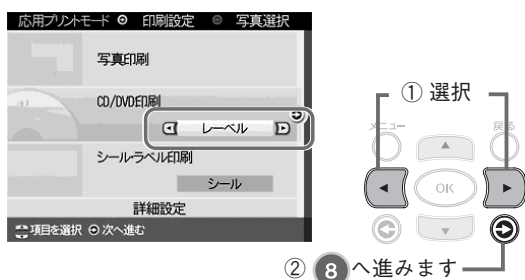 応用プリントモード 印刷設定 写真選択
写真印刷
CD/DVD印刷
レーベル
シール・ラベル印刷
シール
詳細設定
項目を選択 次へ進む
① 選択
メニュー 戻る
OK
② 8 へ進みます